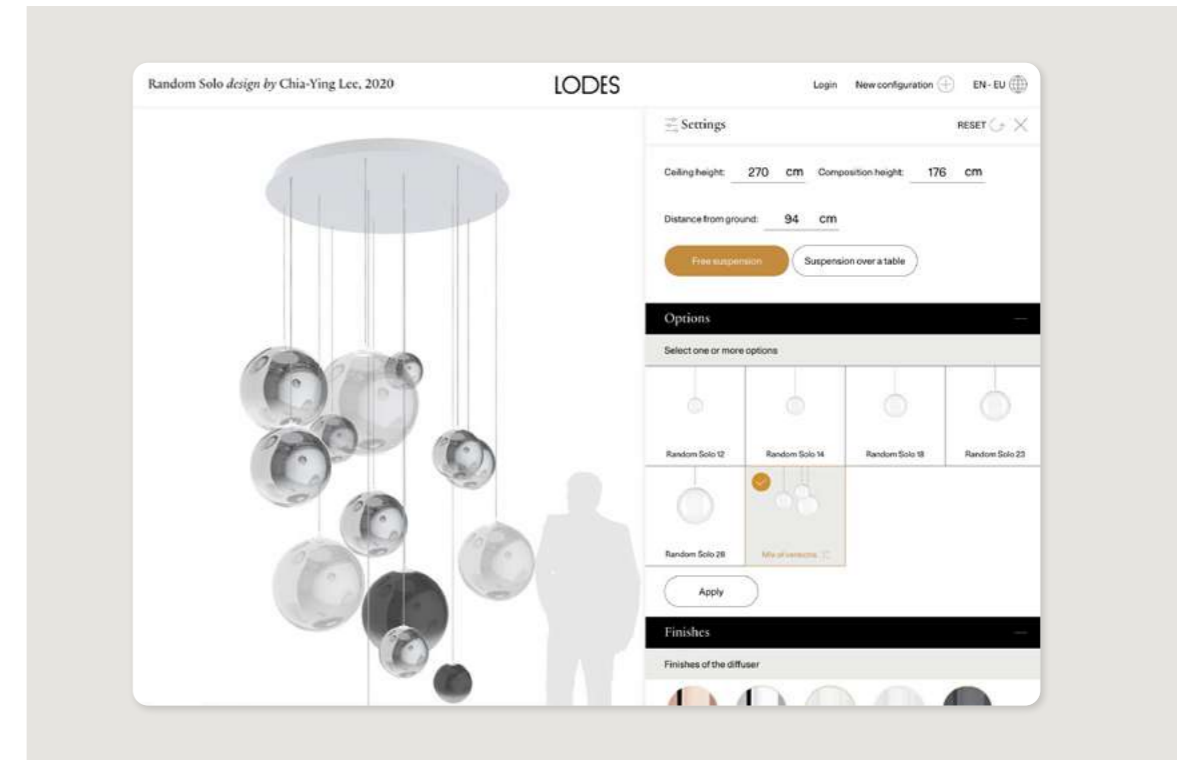 Random Solo design by Chia-Ying Lee, 2020
LODES
Login New configuration EN - EU
Settings
RESET
Ceiling height: 270 cm Composition height: 176 cm
Distance from ground: 94 cm
Free suspension Suspension over a table
Options
Select one or more options
Random Solo 12 Random Solo 14 Random Solo 18 Random Solo 23
Random Solo 28 Mix of versions
Apply
Finishes
Finishes of the diffuser